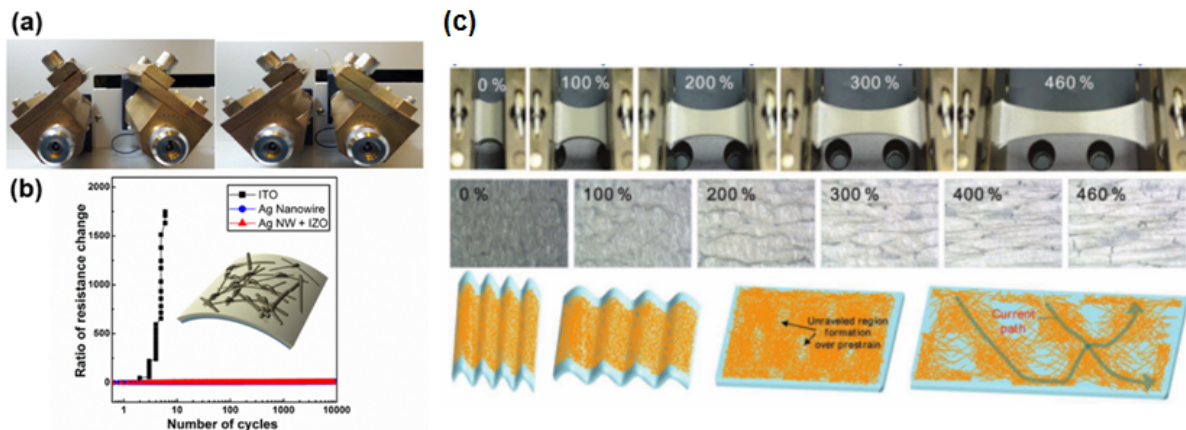 (a)
(b)
Ratio of resistance change
2000
1500
1000
500
0
ITO
Ag Nanowire
Ag NW + IZO
1 10 100 1000 10000
Number of cycles
(c)
0 % 100 % 200 % 300 % 460 %
0 % 100 % 200 % 300 % 400 % 460 %
Unraveled region
formation
over prestrain
Current
path